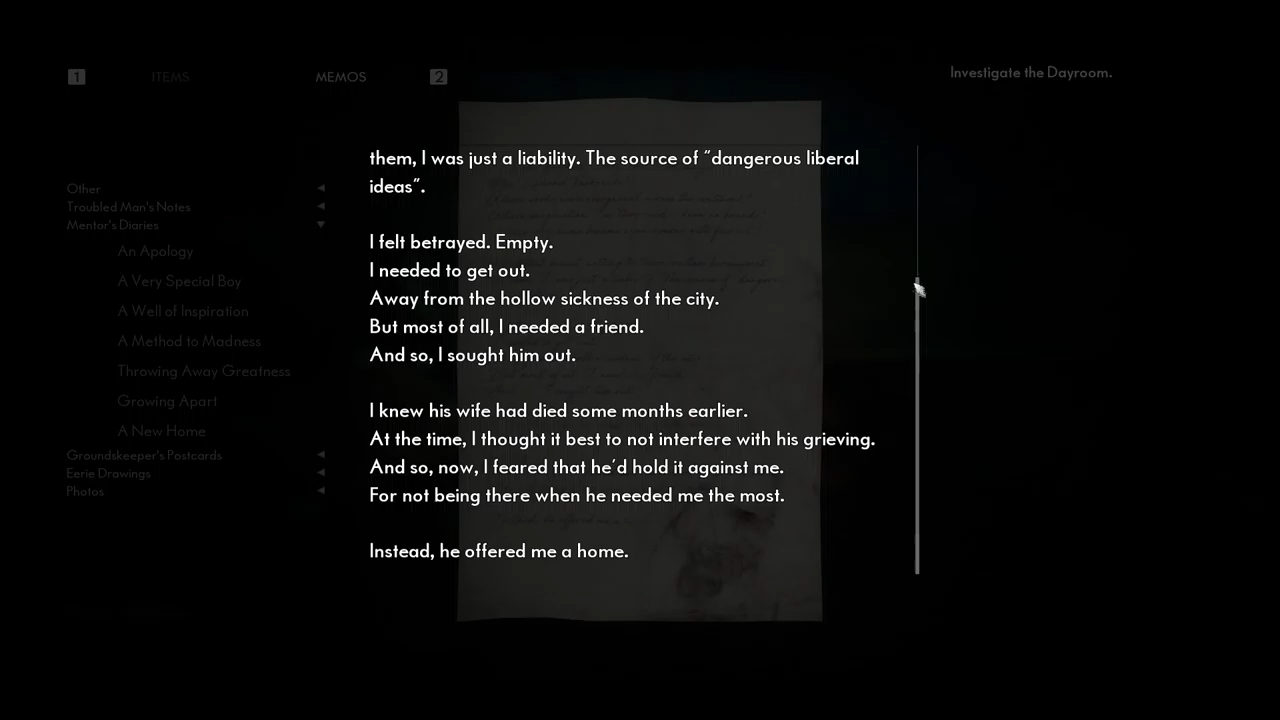 1
ITEMS
MEMOS
2
Investigate the Dayroom.
Other
Troubled Man's Notes
Mentor's Diaries
An Apology
A Very Special Boy
A Well of Inspiration
A Method to Madness
Throwing Away Greatness
Growing Apart
A New Home
Groundskeeper's Postcards
Eerie Drawings
Photos
them, I was just a liability. The source of "dangerous liberal
ideas".
I felt betrayed. Empty.
I needed to get out.
Away from the hollow sickness of the city.
But most of all, I needed a friend.
And so, I sought him out.
I knew his wife had died some months earlier.
At the time, I thought it best to not interfere with his grieving.
And so, now, I feared that he'd hold it against me.
For not being there when he needed me the most.
Instead, he offered me a home.